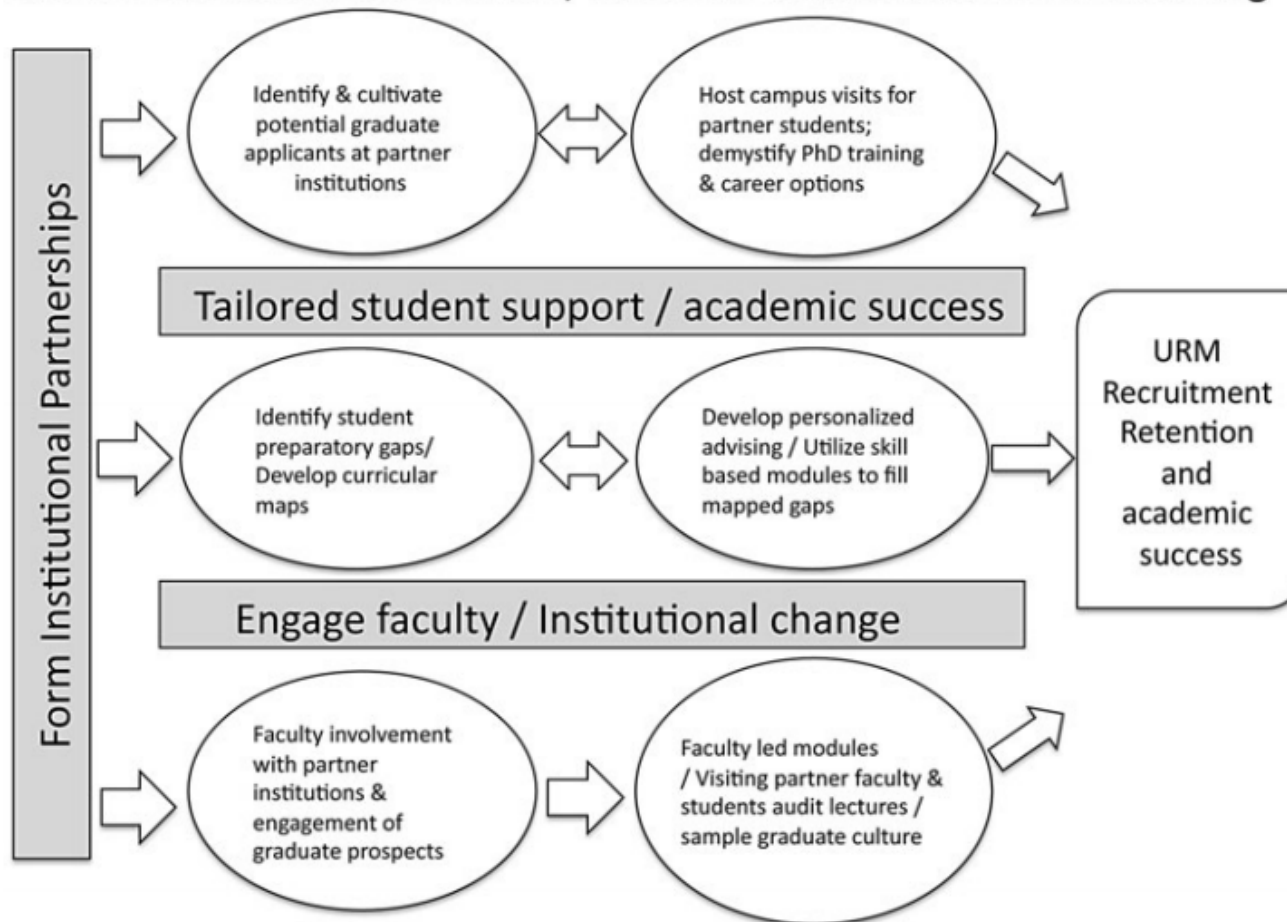 Form Institutional Partnerships
Identify & cultivate
potential graduate
applicants at partner
institutions
Host campus visits for
partner students;
demystify PhD training
& career options
Tailored student support / academic success
Identify student
preparatory gaps/
Develop curricular
maps
Develop personalized
advising / Utilize skill
based modules to fill
mapped gaps
Engage faculty / Institutional change
Faculty involvement
with partner
institutions &
engagement of
graduate prospects
Faculty led modules
/ Visiting partner faculty &
students audit lectures /
sample graduate culture
URM
Recruitment
Retention
and
academic
success